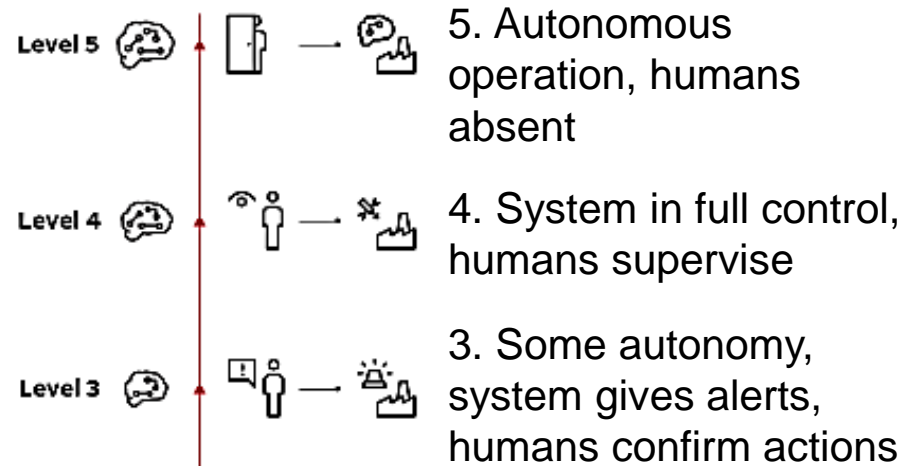 Level 5
5. Autonomous
operation, humans
absent
Level 4
4. System in full control,
humans supervise
Level 3
!
3. Some autonomy,
system gives alerts,
humans confirm actions